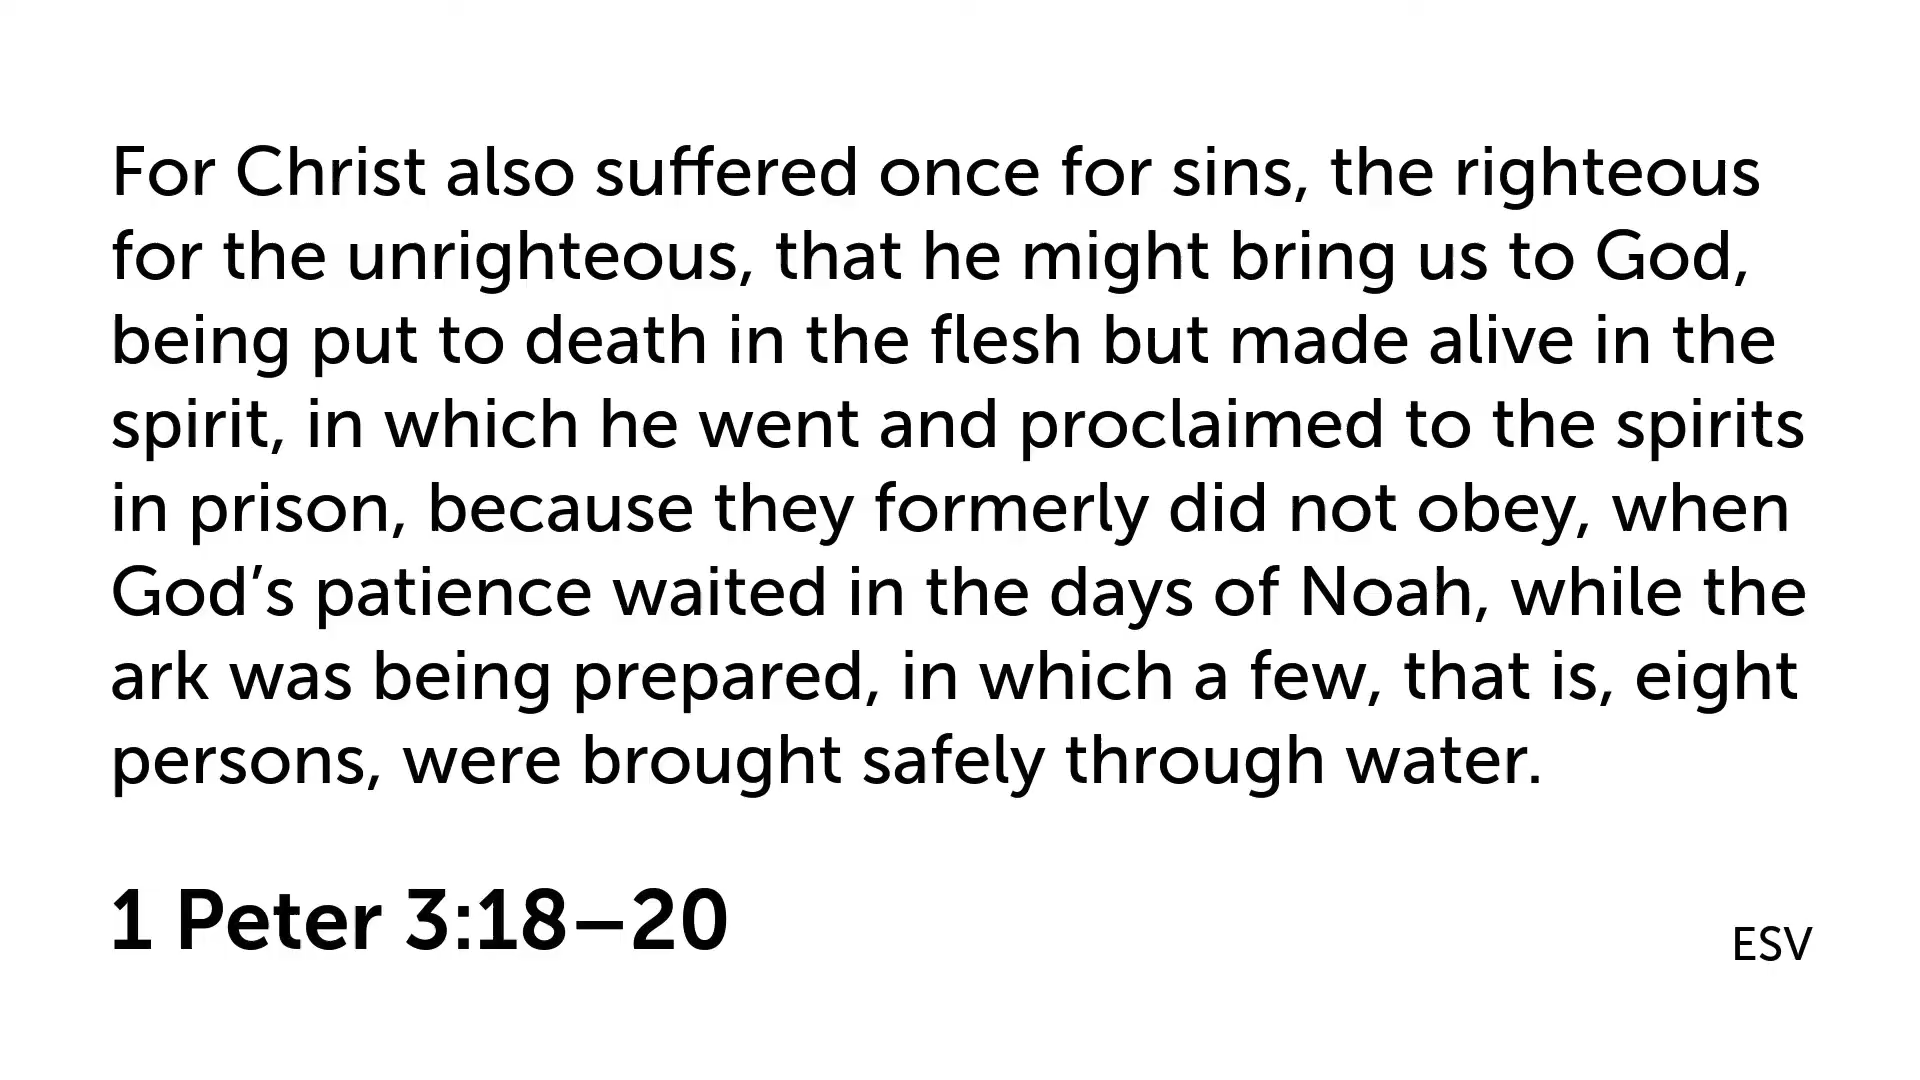 For Christ also suffered once for sins, the righteous
for the unrighteous, that he might bring us to God,
being put to death in the flesh but made alive in the
spirit, in which he went and proclaimed to the spirits
in prison, because they formerly did not obey, when
God’s patience waited in the days of Noah, while the
ark was being prepared, in which a few, that is, eight
persons, were brought safely through water.
1 Peter 3:18–20
ESV